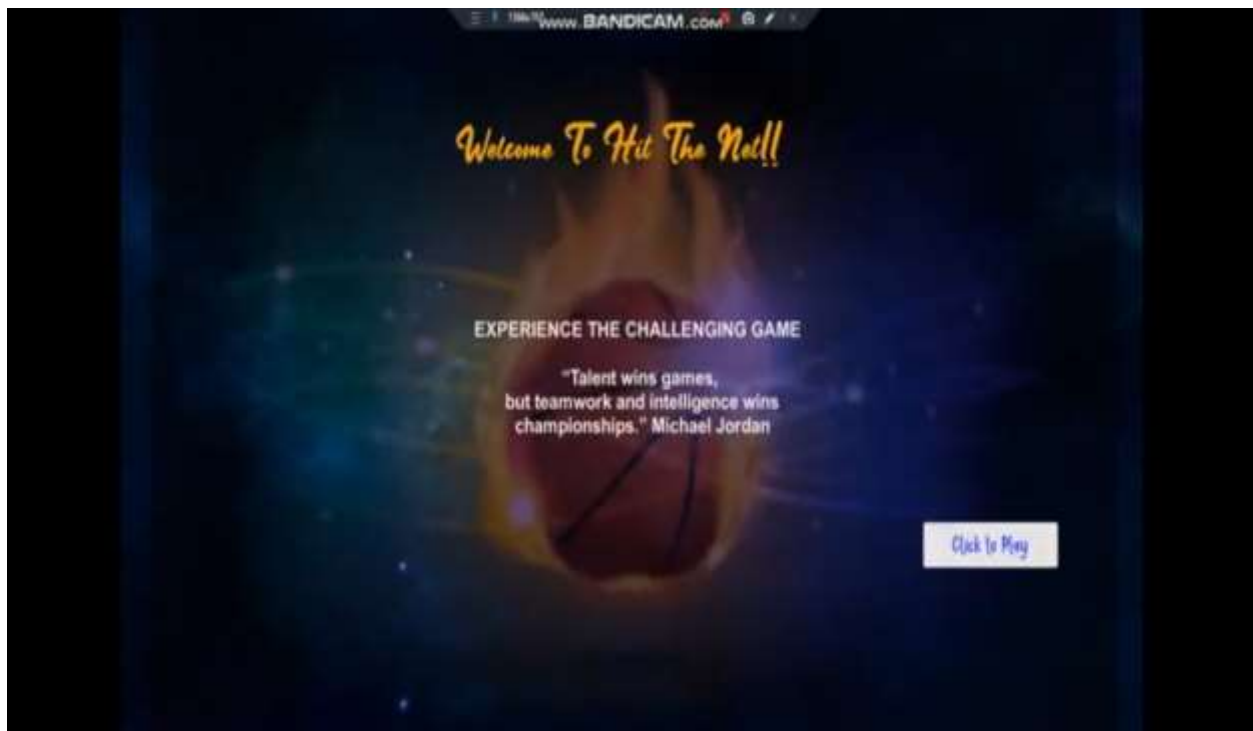 www.BANDICAM.COM
Welcome To Hit The Net!!
EXPERIENCE THE CHALLENGING GAME
"Talent wins games,
but teamwork and intelligence wins
championships." Michael Jordan
Click to Play